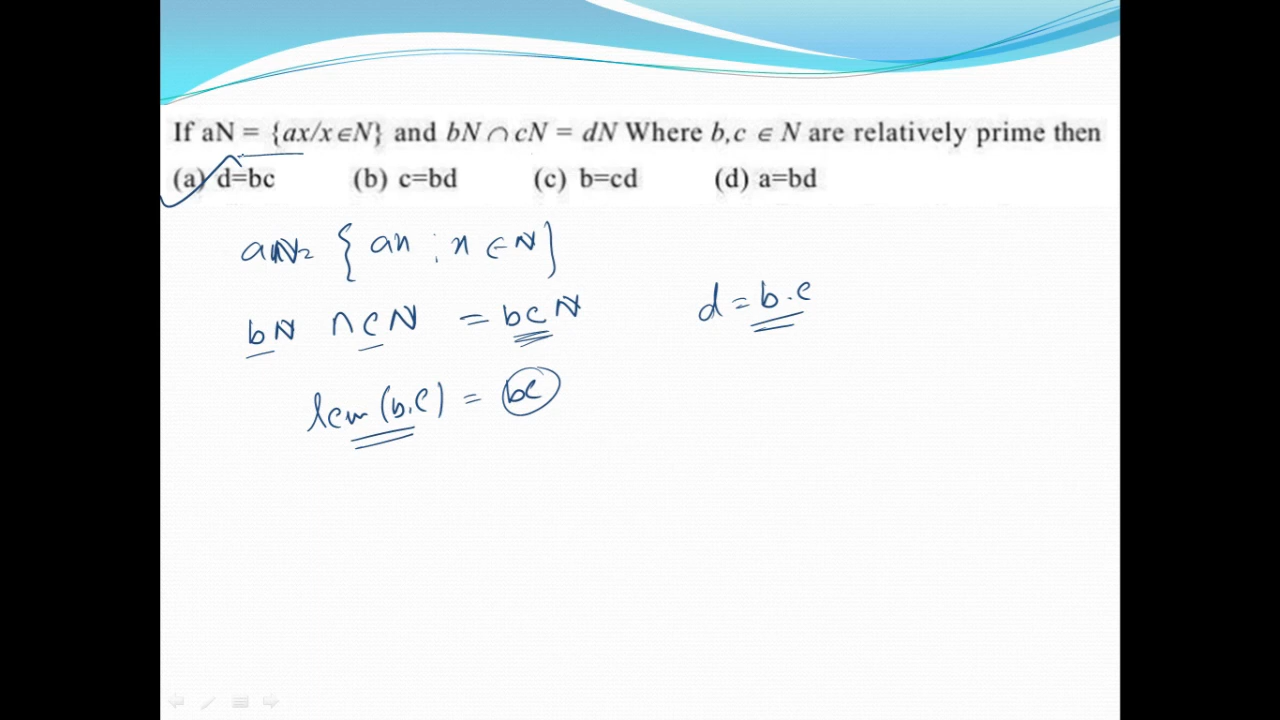 If aN = {ax/x ∈ N} and bN ∩ cN = dN Where b,c ∈ N are relatively prime then
(a) d=bc (b) c=bd (c) b=cd (d) a=bd
aN = { an ; n ∈ N }
bN ∩ cN = bc N d = b.c
lcm (b,c) = bc